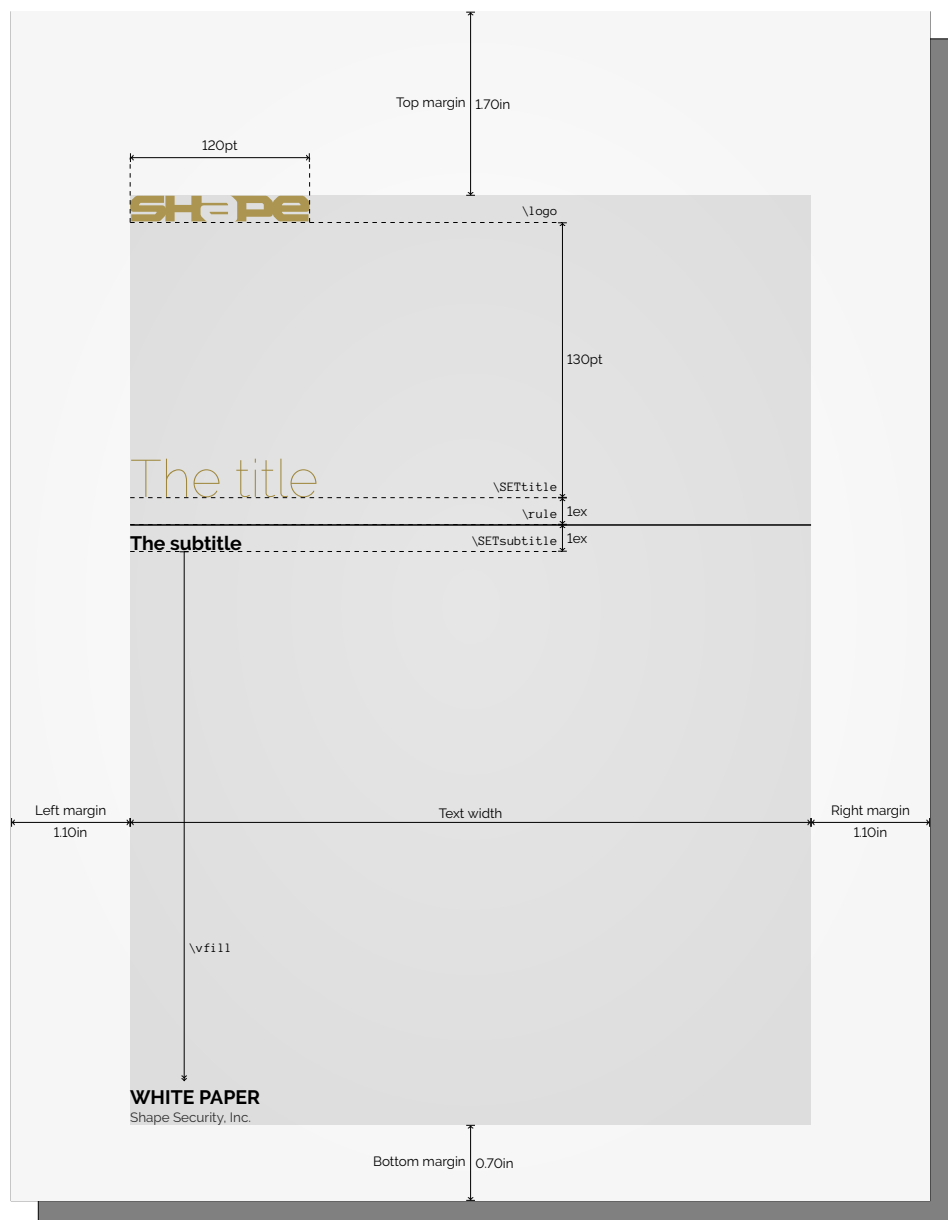 Top margin 1.70in
120pt
SHAPE
\logo
130pt
The title
\SETtitle
\rule 1ex
The subtitle
\SETsubtitle 1ex
Left margin
1.10in
Text width
Right margin
1.10in
\vfill
WHITE PAPER
Shape Security, Inc.
Bottom margin 0.70in